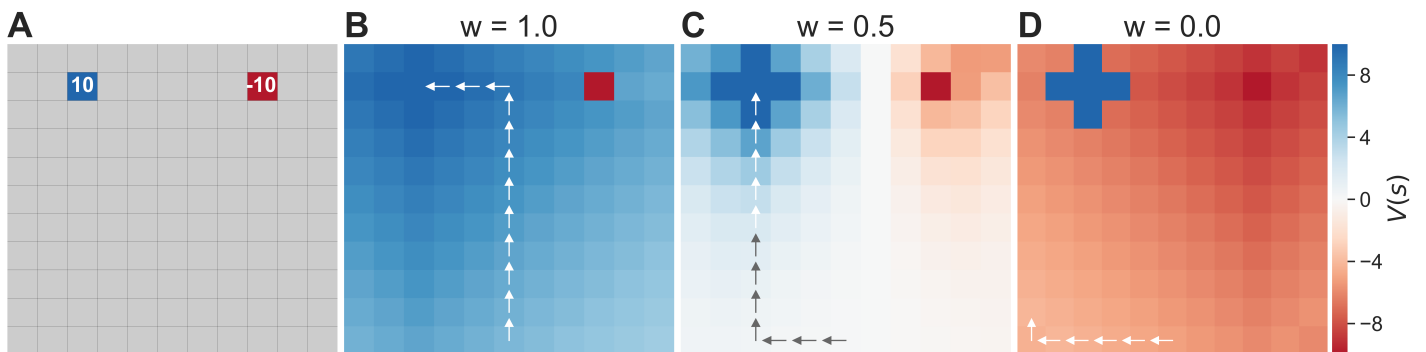 A
B w = 1.0
C w = 0.5
D w = 0.0
10
-10
8
4
0
−4
−8
V(s)